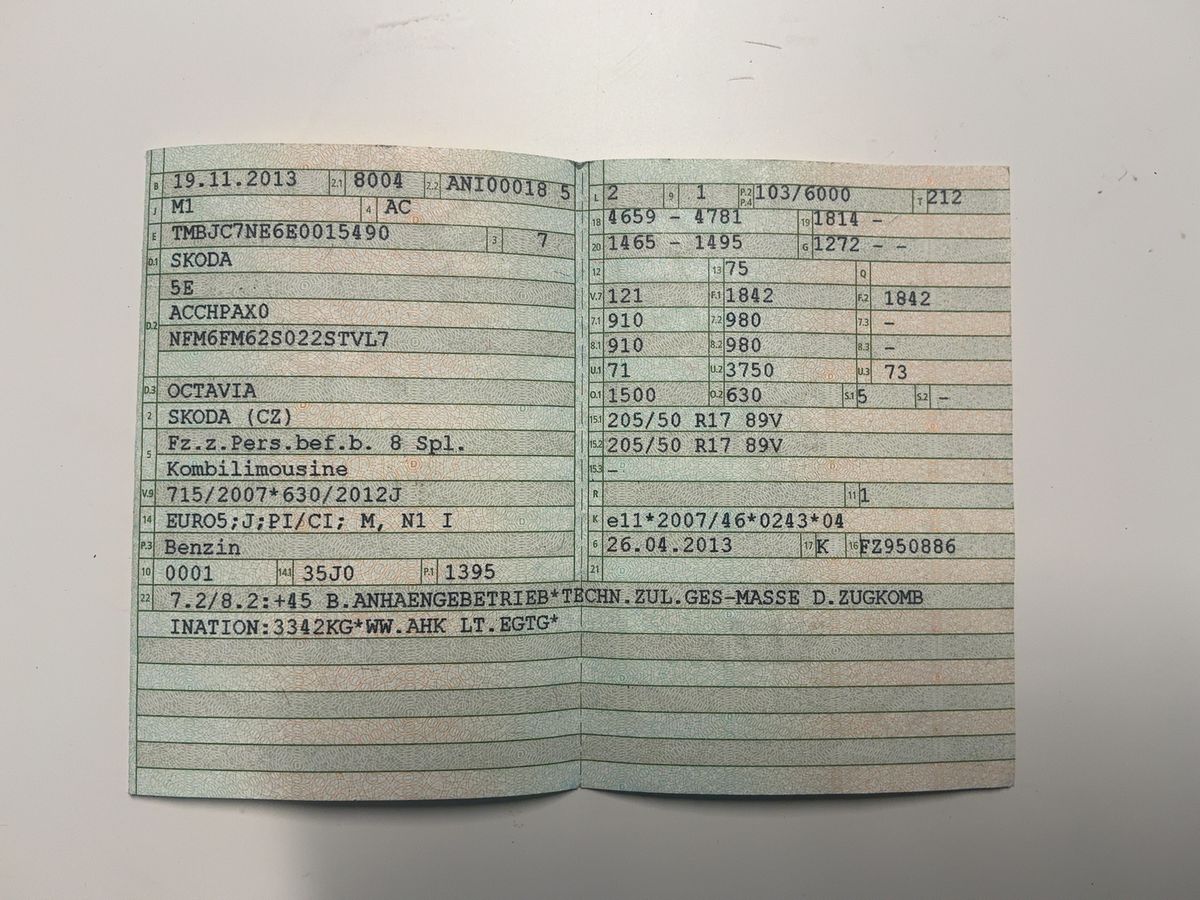 B 19.11.2013 2.1 8004 2.2 ANI00018 5
J M1 4 AC
E TMBJC7NE6E0015490 3 7
D.1 SKODA
D.2 5E
ACCHPAX0
NFM6FM62S022STVL7
D.3 OCTAVIA
2 SKODA (CZ)
5 Fz.z.Pers.bef.b. 8 Spl.
Kombilimousine
V.9 715/2007*630/2012J
14 EURO5;J;PI/CI; M, N1 I
P.3 Benzin
10 0001 14.1 35J0 P.1 1395
L 2 9 1 P.2 P.4 103/6000 T 212
18 4659 - 4781 19 1814 -
20 1465 - 1495 G 1272 - -
12 13 75 Q
V.7 121 F.1 1842 F.2 1842
7.1 910 7.2 980 7.3 -
8.1 910 8.2 980 8.3 -
U.1 71 U.2 3750 U.3 73
O.1 1500 O.2 630 S.1 5 S.2 -
15.1 205/50 R17 89V
15.2 205/50 R17 89V
15.3 -
R 11 1
K e11*2007/46*0243*04
6 26.04.2013 17 K 16 FZ950886
21
22 7.2/8.2:+45 B.ANHAENGEBETRIEB*TECHN.ZUL.GES-MASSE D.ZUGKOMB
INATION:3342KG*WW.AHK LT.EGTG*